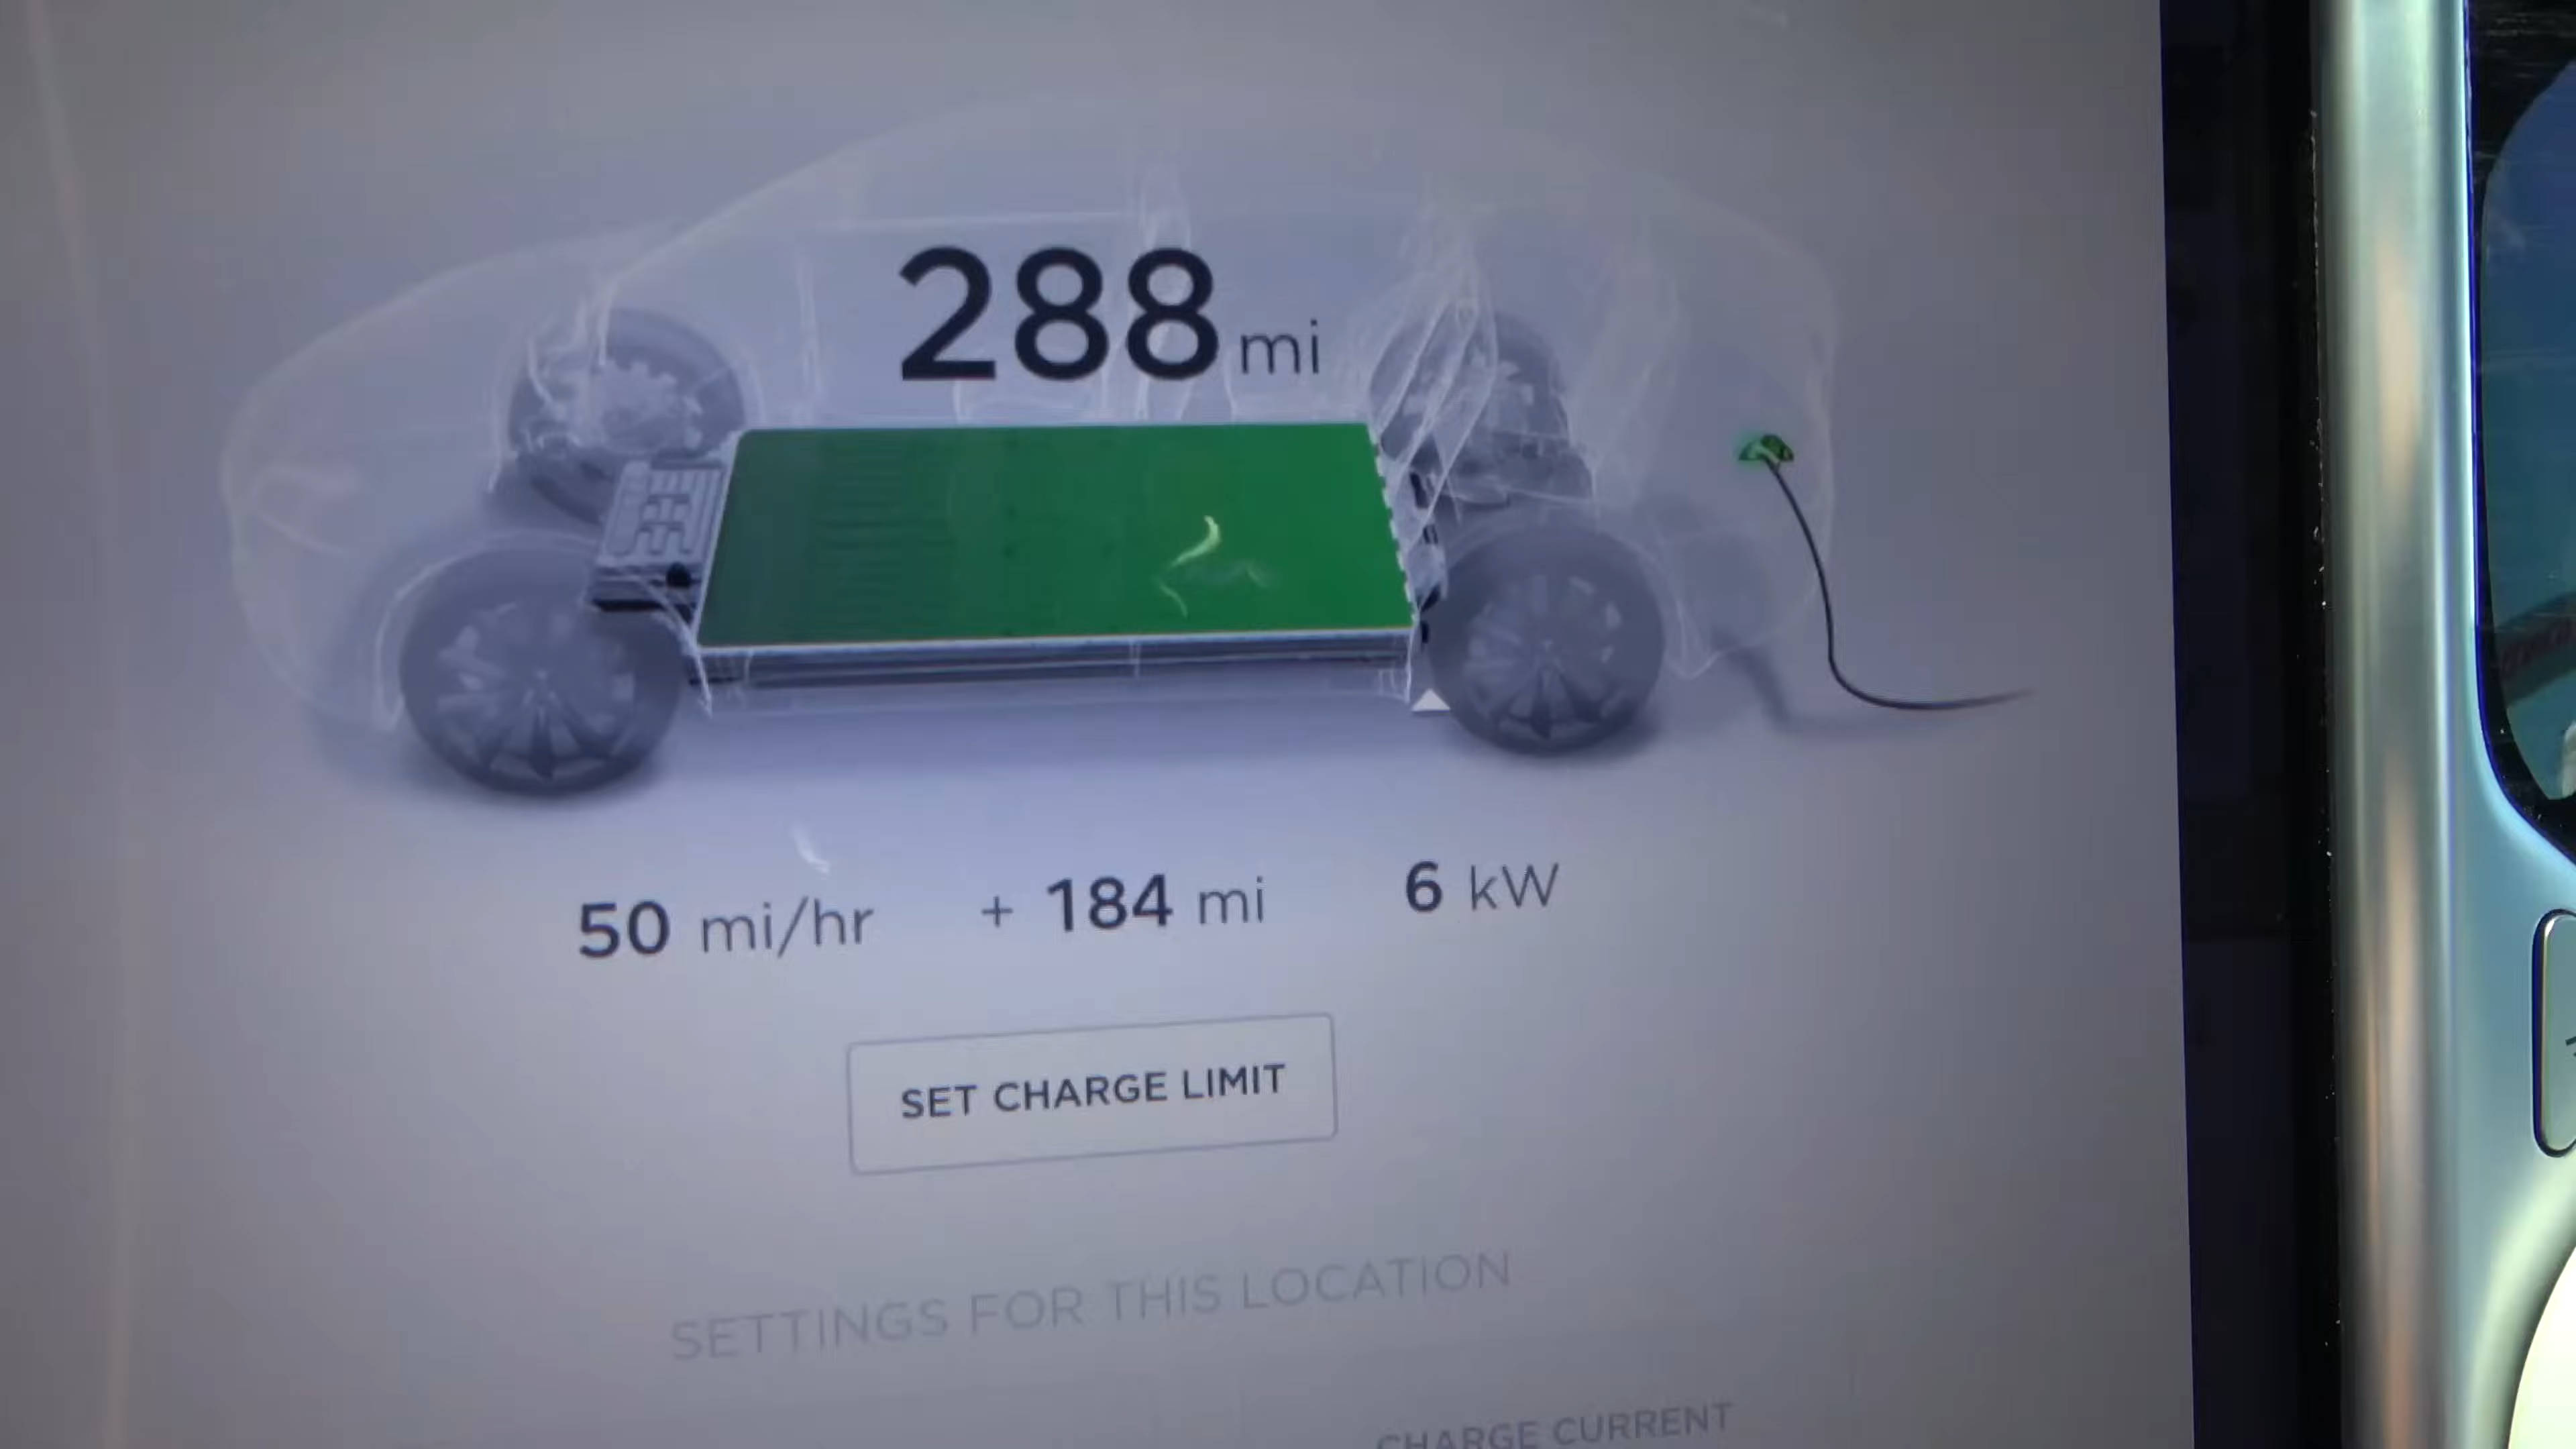 288 mi
50 mi/hr + 184 mi 6 kW
SET CHARGE LIMIT
SETTINGS FOR THIS LOCATION
CHARGE CURRENT